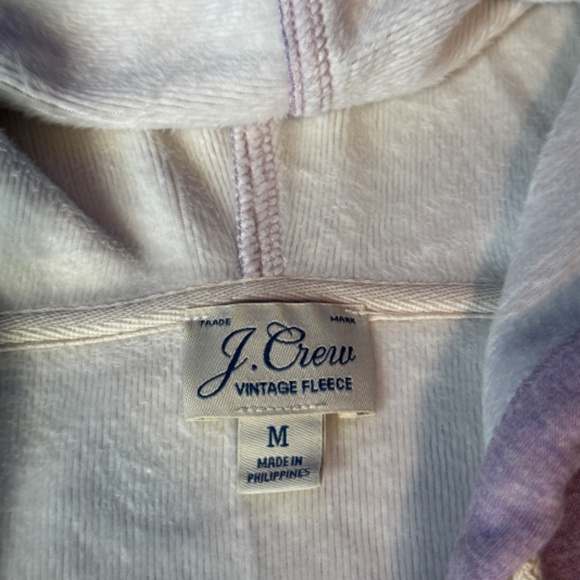 TRADE MARK
J.Crew
VINTAGE FLEECE
M
MADE IN
PHILIPPINES